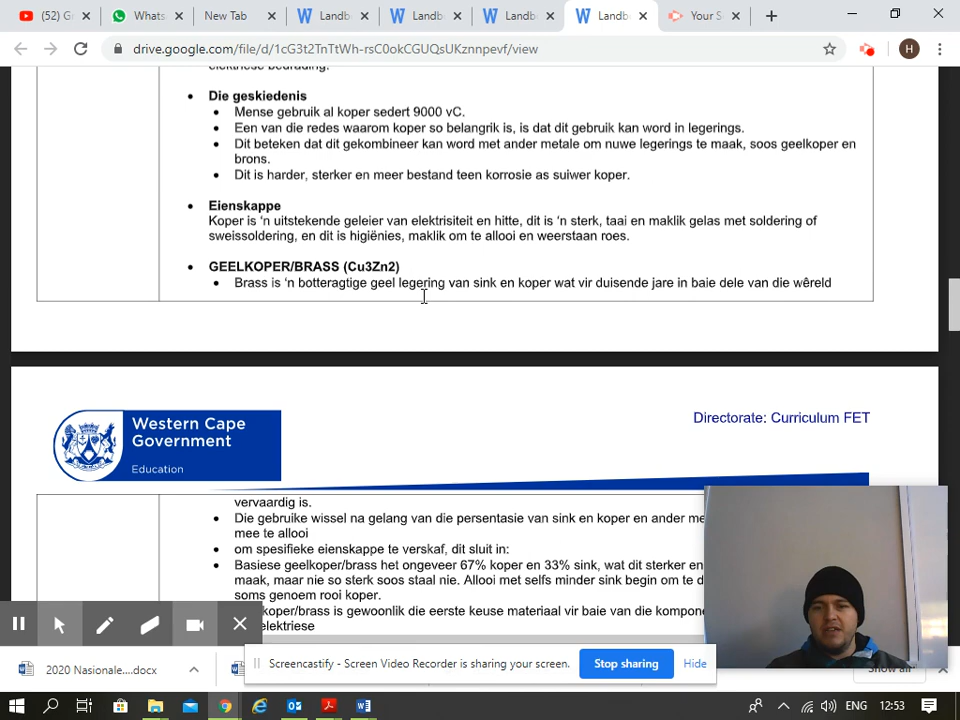 (52) Gr
Whats
New Tab
Landb
Landb
Landb
Landb
Your S
drive.google.com/file/d/1cG3t2TnTtWh-rsC0okCGUQsUKznnpevf/view
H
elektriese bedrading.
• Die geskiedenis
• Mense gebruik al koper sedert 9000 vC.
• Een van die redes waarom koper so belangrik is, is dat dit gebruik kan word in legerings.
• Dit beteken dat dit gekombineer kan word met ander metale om nuwe legerings te maak, soos geelkoper en
brons.
• Dit is harder, sterker en meer bestand teen korrosie as suiwer koper.
• Eienskappe
Koper is ‘n uitstekende geleier van elektrisiteit en hitte, dit is ‘n sterk, taai en maklik gelas met soldering of
sweissoldering, en dit is higiënies, maklik om te allooi en weerstaan roes.
• GEELKOPER/BRASS (Cu3Zn2)
• Brass is ‘n botteragtige geel legering van sink en koper wat vir duisende jare in baie dele van die wêreld
Western Cape
Government
Education
Directorate: Curriculum FET
vervaardig is.
• Die gebruike wissel na gelang van die persentasie van sink en koper en ander me
mee te allooi
• om spesifieke eienskappe te verskaf, dit sluit in:
• Basiese geelkoper/brass het ongeveer 67% koper en 33% sink, wat dit sterker en
maak, maar nie so sterk soos staal nie. Allooi met selfs minder sink begin om te d
soms genoem rooi koper.
koper/brass is gewoonlik die eerste keuse materiaal vir baie van die kompone
elektriese
Screencastify - Screen Video Recorder is sharing your screen.
Stop sharing
Hide
2020 Nasionale....docx
Show all
ENG
12:53